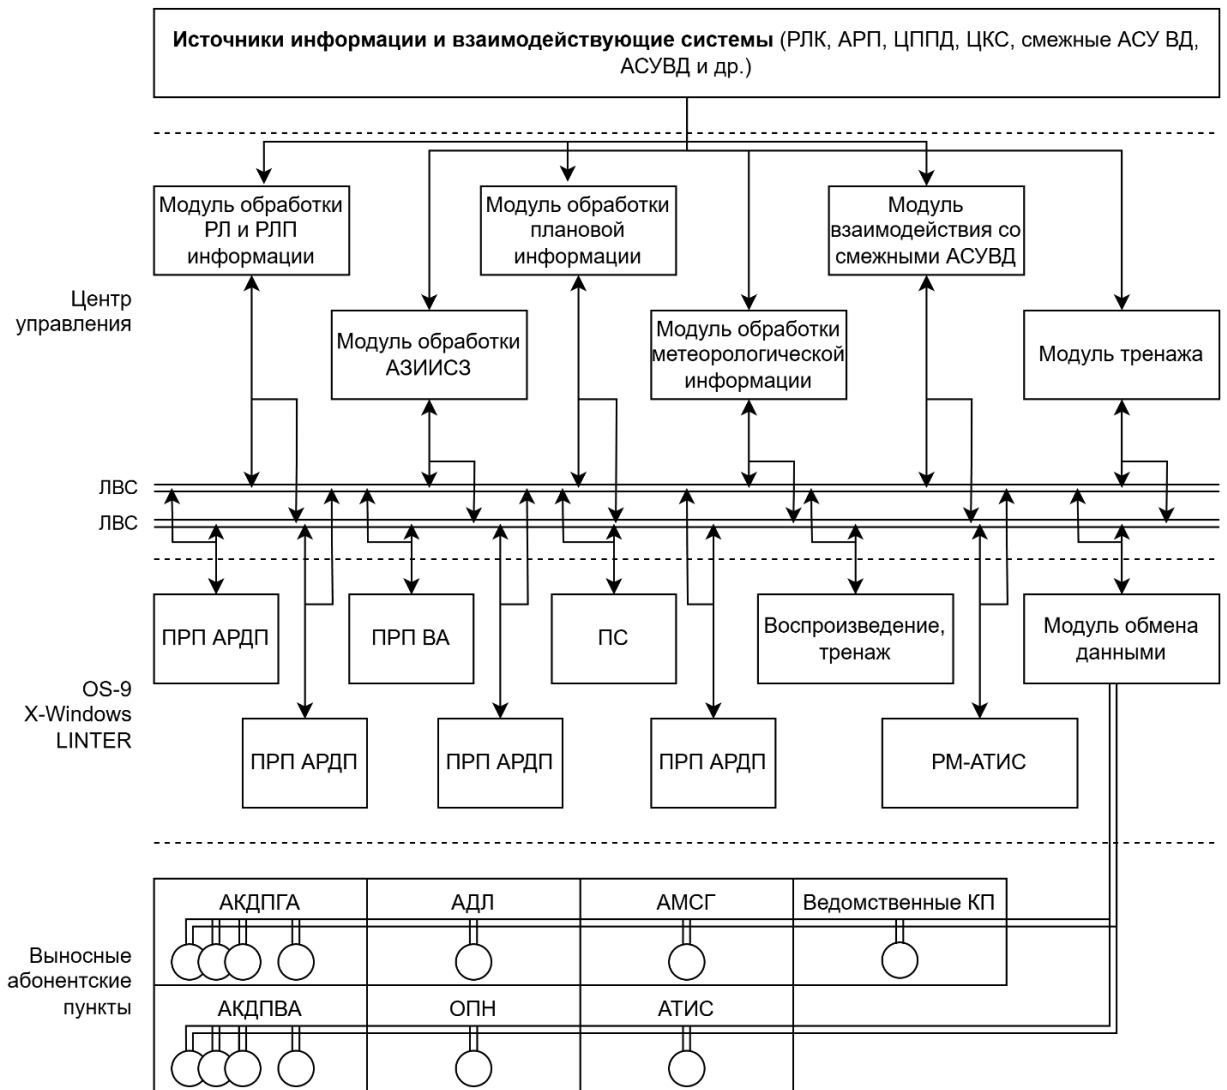 Источники информации и взаимодействующие системы (РЛК, АРП, ЦППД, ЦКС, смежные АСУ ВД,
АСУВД и др.)
Модуль обработки
РЛ и РЛП
информации
Модуль обработки
плановой
информации
Модуль
взаимодействия со
смежными АСУВД
Центр
управления
Модуль обработки
АЗИИСЗ
Модуль обработки
метеорологической
информации
Модуль тренажа
ЛВС
ЛВС
ПРП АРДП
ПРП ВА
ПС
Воспроизведение,
тренаж
Модуль обмена
данными
OS-9
X-Windows
LINTER
ПРП АРДП
ПРП АРДП
ПРП АРДП
РМ-АТИС
Выносные
абонентские
пункты
АКДПГА
АДЛ
АМСГ
Ведомственные КП
АКДПВА
ОПН
АТИС